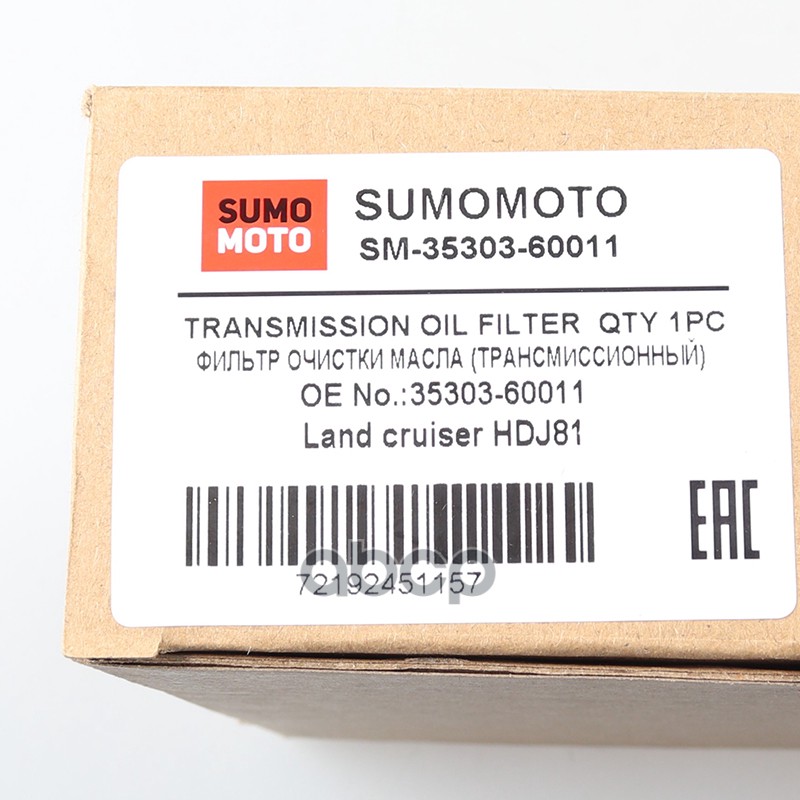 SUMO
MOTO
SUMOMOTO
SM-35303-60011
TRANSMISSION OIL FILTER QTY 1PC
ФИЛЬТР ОЧИСТКИ МАСЛА (ТРАНСМИССИОННЫЙ)
OE No.:35303-60011
Land cruiser HDJ81
EAC
abcp
72192451157